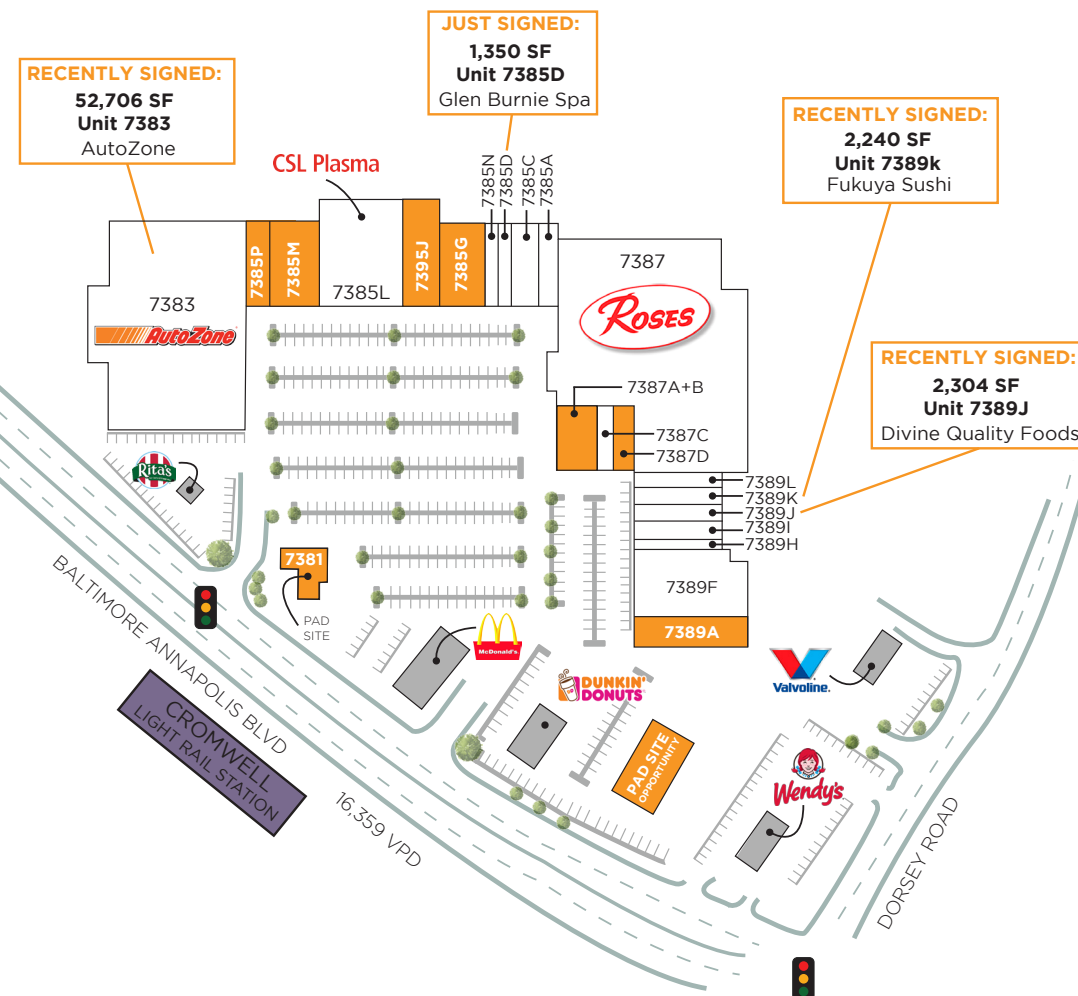 JUST SIGNED:
1,350 SF
Unit 7385D
Glen Burnie Spa
RECENTLY SIGNED:
52,706 SF
Unit 7383
AutoZone
RECENTLY SIGNED:
2,240 SF
Unit 7389k
Fukuya Sushi
CSL Plasma
7385N
7385D
7385C
7385A
7385P
7385M
7385L
7395J
7385G
7383
AutoZone
7387
ROSES
RECENTLY SIGNED:
2,304 SF
Unit 7389J
Divine Quality Foods
7387A+B
7387C
7387D
7389L
7389K
7389J
7389I
7389H
7389F
7389A
Rita's
7381
PAD
SITE
McDonald's
DUNKIN'
DONUTS
Valvoline.
PAD SITE
OPPORTUNITY
Wendy's
BALTIMORE ANNAPOLIS BLVD
CROMWELL
LIGHT RAIL STATION
16,359 VPD
DORSEY ROAD